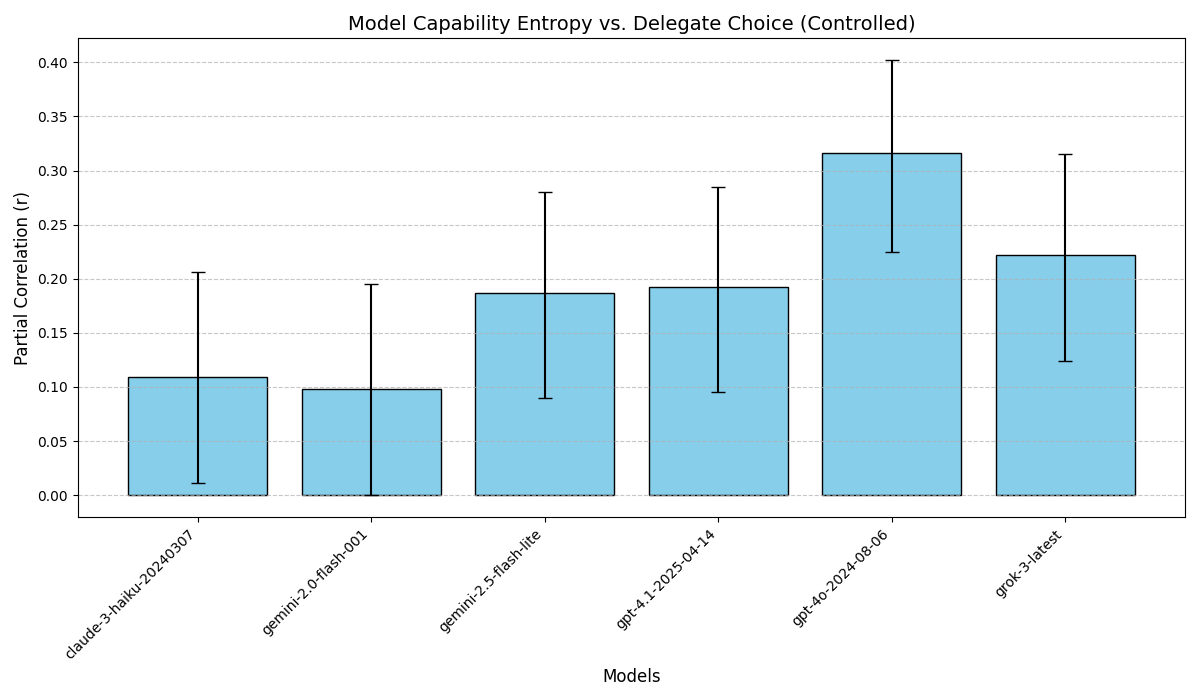 Model Capability Entropy vs. Delegate Choice (Controlled)
Partial Correlation (r)
0.40
0.35
0.30
0.25
0.20
0.15
0.10
0.05
0.00
claude-3-haiku-20240307
gemini-2.0-flash-001
gemini-2.5-flash-lite
gpt-4.1-2025-04-14
gpt-4o-2024-08-06
grok-3-latest
Models